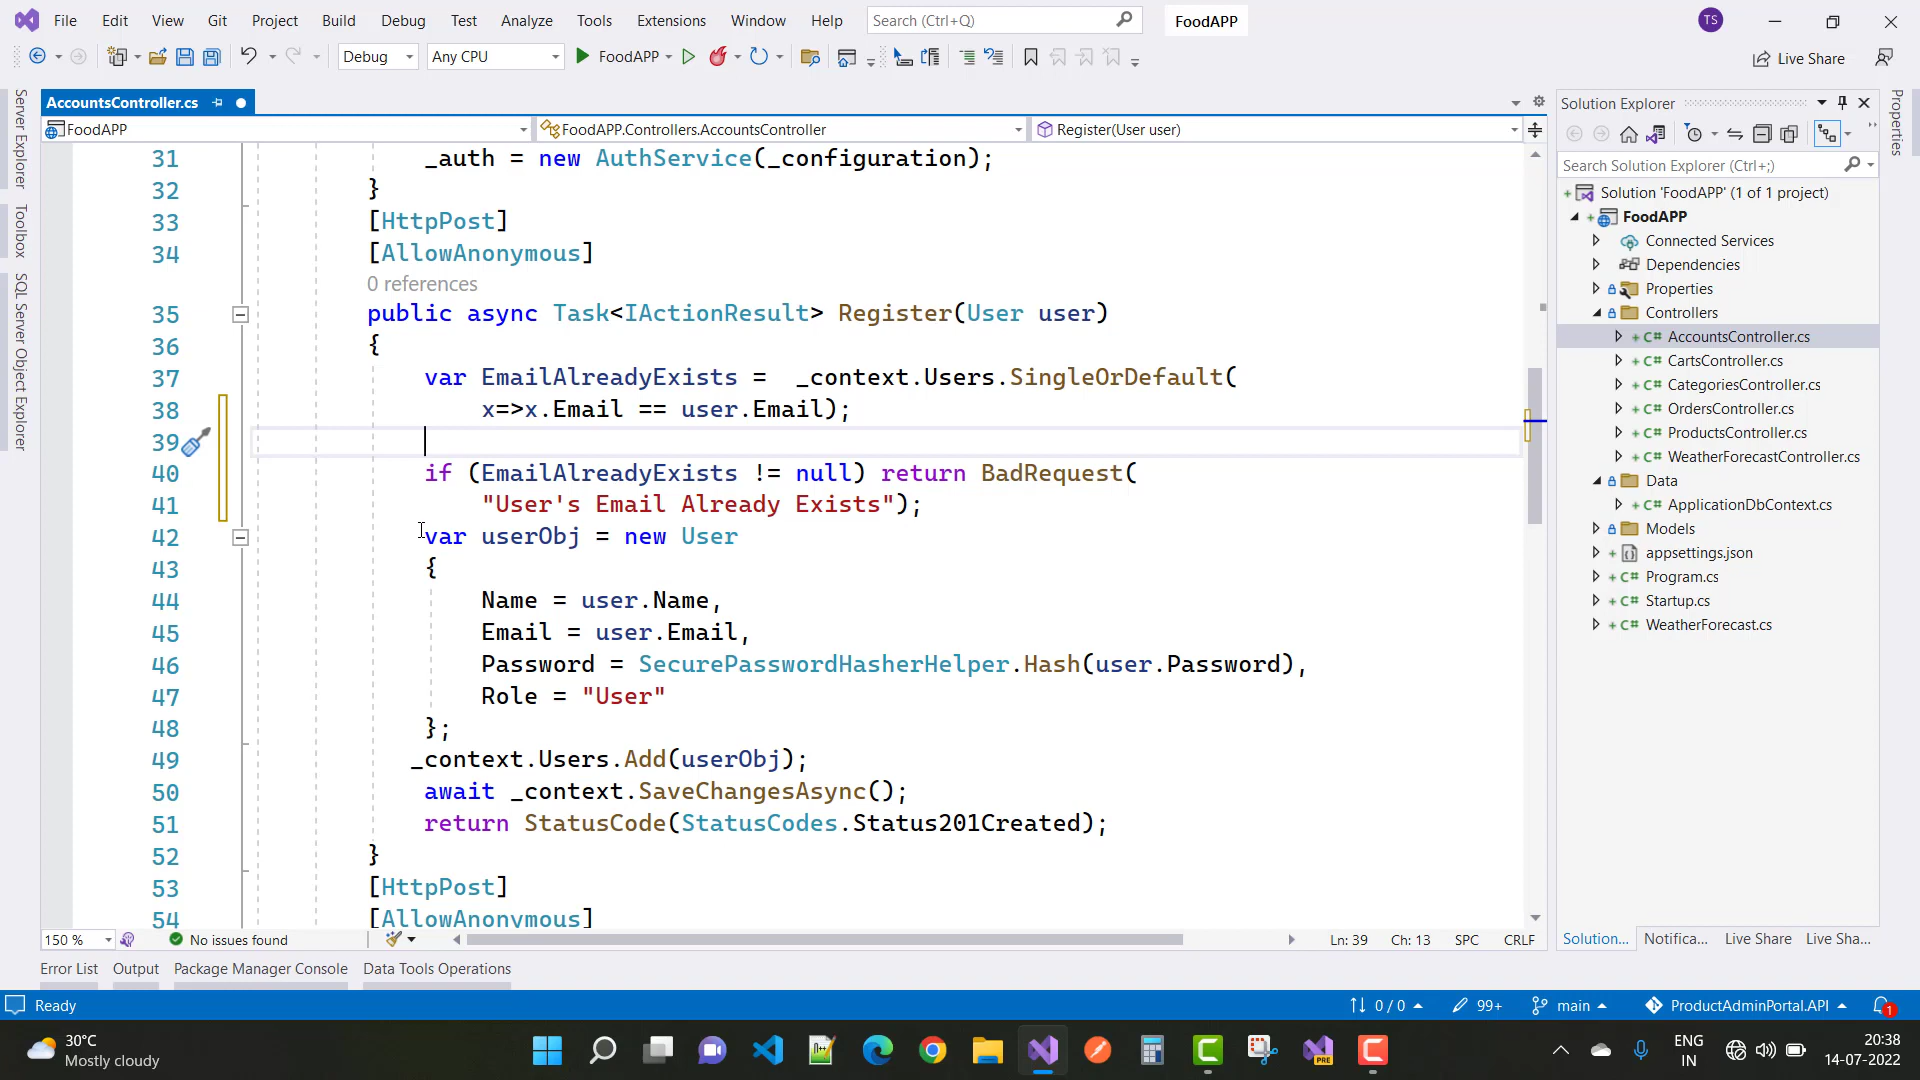 File Edit View Git Project Build Debug Test Analyze Tools Extensions Window Help Search (Ctrl+Q) FoodAPP TS
Debug Any CPU FoodAPP Live Share
Server Explorer
Toolbox
SQL Server Object Explorer
AccountsController.cs
FoodAPP FoodAPP.Controllers.AccountsController Register(User user)
31 _auth = new AuthService(_configuration);
32 }
33 [HttpPost]
34 [AllowAnonymous]
0 references
35 public async Task<IActionResult> Register(User user)
36 {
37 var EmailAlreadyExists = _context.Users.SingleOrDefault(
38 x=>x.Email == user.Email);
39
40 if (EmailAlreadyExists != null) return BadRequest(
41 "User's Email Already Exists");
42 var userObj = new User
43 {
44 Name = user.Name,
45 Email = user.Email,
46 Password = SecurePasswordHasherHelper.Hash(user.Password),
47 Role = "User"
48 };
49 _context.Users.Add(userObj);
50 await _context.SaveChangesAsync();
51 return StatusCode(StatusCodes.Status201Created);
52 }
53 [HttpPost]
54 [AllowAnonymous]
150 % No issues found Ln: 39 Ch: 13 SPC CRLF
Solution Explorer
Search Solution Explorer (Ctrl+;)
Solution 'FoodAPP' (1 of 1 project)
FoodAPP
Connected Services
Dependencies
Properties
Controllers
C# AccountsController.cs
C# CartsController.cs
C# CategoriesController.cs
C# OrdersController.cs
C# ProductsController.cs
C# WeatherForecastController.cs
Data
C# ApplicationDbContext.cs
Models
appsettings.json
C# Program.cs
C# Startup.cs
C# WeatherForecast.cs
Solution... Notifica... Live Share Live Sha...
Properties
Error List Output Package Manager Console Data Tools Operations
Ready 0 / 0 99+ main ProductAdminPortal.API 1
30°C
Mostly cloudy
PRE
ENG
IN
20:38
14-07-2022